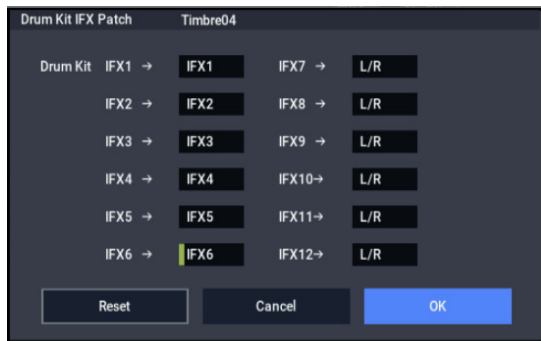 Drum Kit IFX Patch Timbre04
Drum Kit IFX1 → IFX1 IFX7 → L/R
IFX2 → IFX2 IFX8 → L/R
IFX3 → IFX3 IFX9 → L/R
IFX4 → IFX4 IFX10→ L/R
IFX5 → IFX5 IFX11→ L/R
IFX6 → IFX6 IFX12→ L/R
Reset Cancel OK